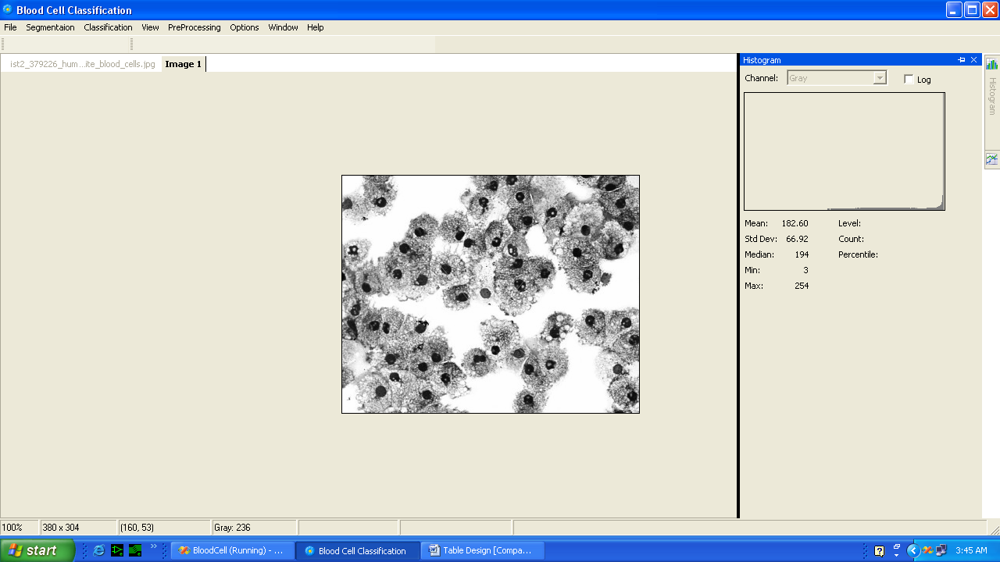 Blood Cell Classification
File Segmentaion Classification View PreProcessing Options Window Help
ist2_379226_hum...ite_blood_cells.jpg Image 1
Histogram
Channel: Gray Log
Histogram
Mean: 182.60 Level:
Std Dev: 66.92 Count:
Median: 194 Percentile:
Min: 3
Max: 254
100% 380 x 304 (160, 53) Gray: 236
start BloodCell (Running) - ... Blood Cell Classification Table Design [Compa... 3:45 AM